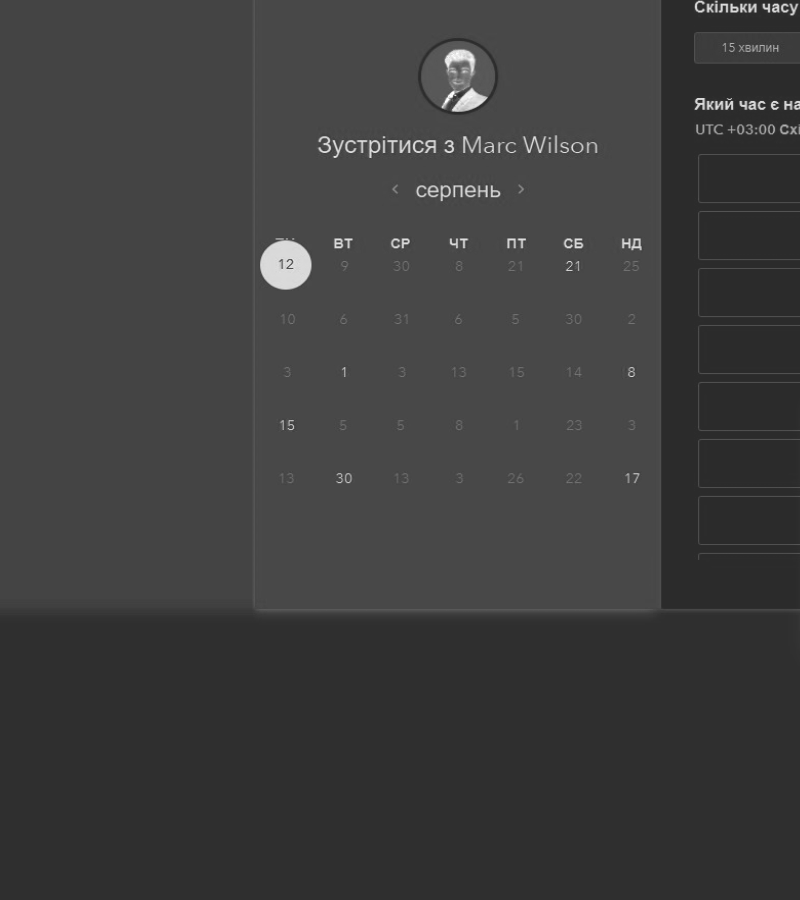 Скільки часу
15 хвилин
Який час є на
UTC +03:00 Схі
Зустрітися з Marc Wilson
серпень
ВТ СР ЧТ ПТ СБ НД
12 9 30 8 21 21 25
10 6 31 6 5 30 2
3 1 3 13 15 14 8
15 5 5 8 1 23 3
13 30 13 3 26 22 17